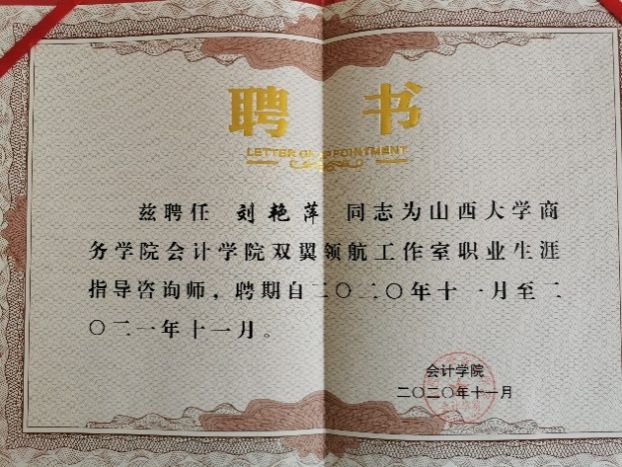 聘书
LETTER OF APPOINTMENT
兹聘任 刘艳萍 同志为山西大学商
务学院会计学院双翼领航工作室职业生涯
指导咨询师，聘期自二〇二〇年十一月至二
〇二一年十一月。
会计学院
二〇二〇年十一月